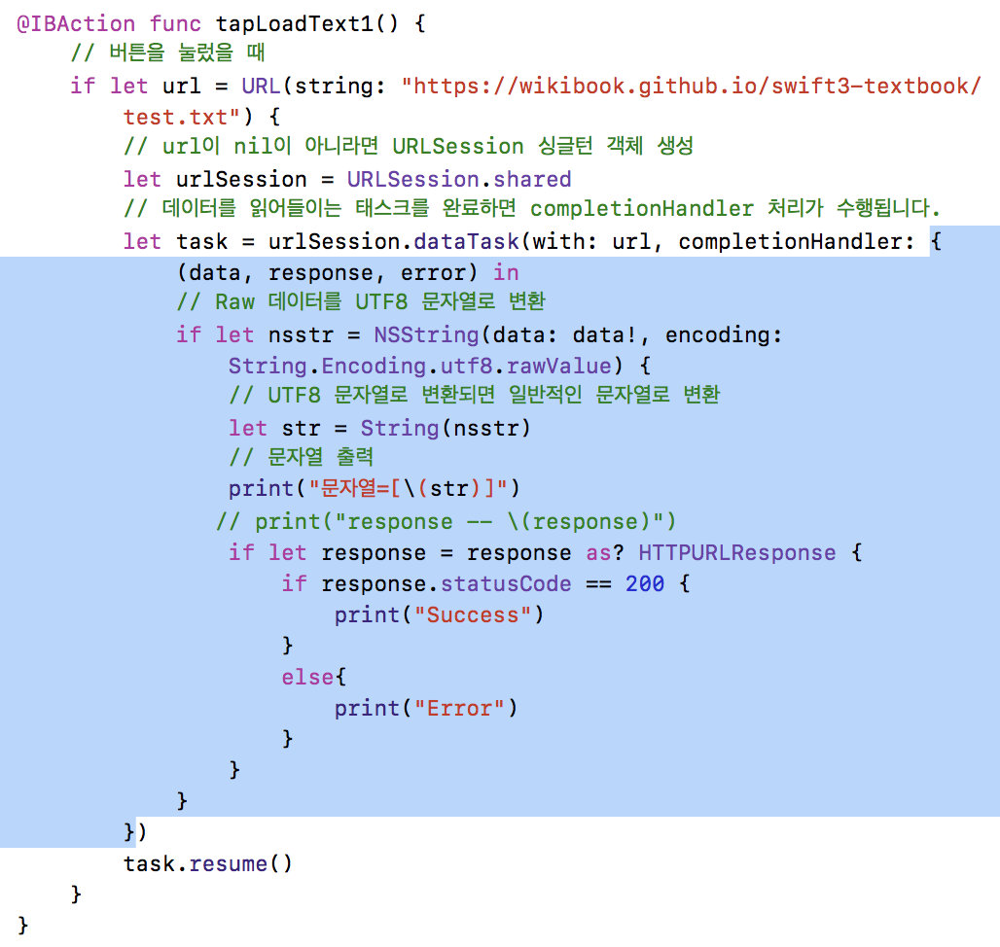 @IBAction func tapLoadText1() {
// 버튼을 눌렀을 때
if let url = URL(string: "https://wikibook.github.io/swift3-textbook/
test.txt") {
// url이 nil이 아니라면 URLSession 싱글턴 객체 생성
let urlSession = URLSession.shared
// 데이터를 읽어들이는 태스크를 완료하면 completionHandler 처리가 수행됩니다.
let task = urlSession.dataTask(with: url, completionHandler: {
(data, response, error) in
// Raw 데이터를 UTF8 문자열로 변환
if let nsstr = NSString(data: data!, encoding:
String.Encoding.utf8.rawValue) {
// UTF8 문자열로 변환되면 일반적인 문자열로 변환
let str = String(nsstr)
// 문자열 출력
print("문자열=[\(str)]")
// print("response -- \(response)")
if let response = response as? HTTPURLResponse {
if response.statusCode == 200 {
print("Success")
}
else{
print("Error")
}
}
}
})
task.resume()
}
}